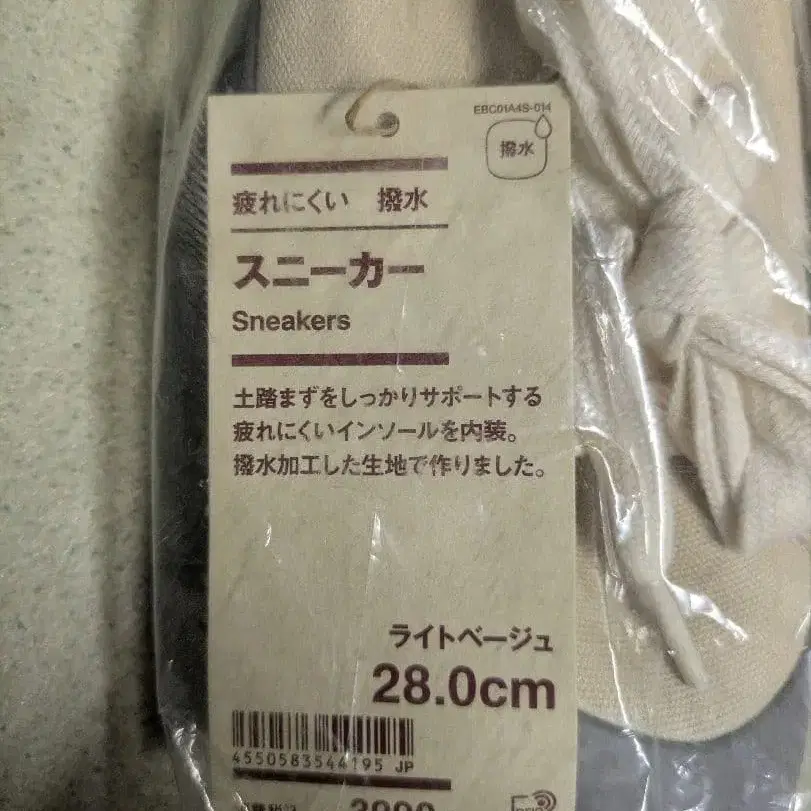 EBC01A4S-014
撥水
疲れにくい 撥水
スニーカー
Sneakers
土踏まずをしっかりサポートする
疲れにくいインソールを内装。
撥水加工した生地で作りました。
ライトベージュ
28.0cm
4550583544195 JP